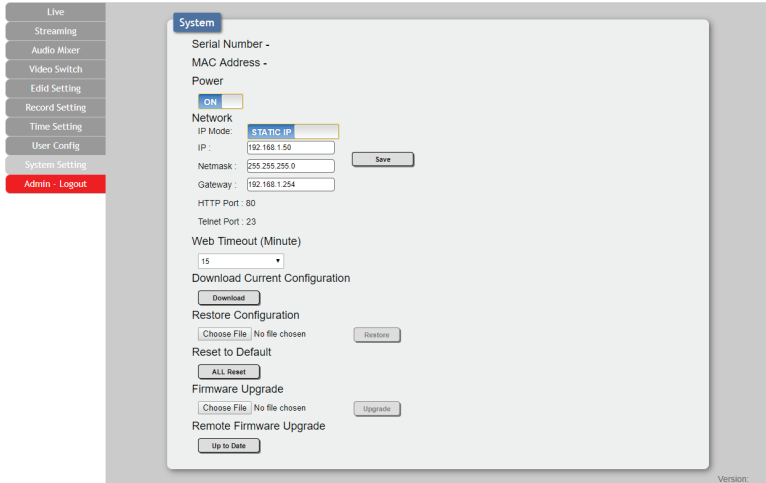 Live
Streaming
Audio Mixer
Video Switch
Edid Setting
Record Setting
Time Setting
User Config
System Setting
Admin - Logout
System
Serial Number -
MAC Address -
Power
ON
Network
IP Mode: STATIC IP
IP : 192.168.1.50
Save
Netmask : 255.255.255.0
Gateway : 192.168.1.254
HTTP Port : 80
Telnet Port : 23
Web Timeout (Minute)
15
Download Current Configuration
Download
Restore Configuration
Choose File No file chosen Restore
Reset to Default
ALL Reset
Firmware Upgrade
Choose File No file chosen Upgrade
Remote Firmware Upgrade
Up to Date
Version: